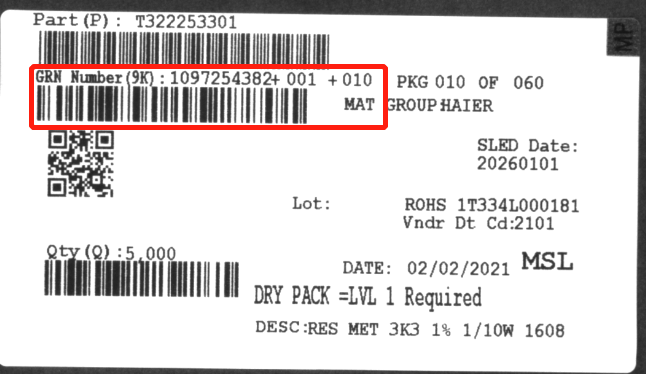 Part(P): T322253301
MP
GRN Number(9K):1097254382+ 001 +010 PKG 010 OF 060
MAT GROUP:HAIER
SLED Date:
20260101
Lot: ROHS 1T334L000181
Vndr Dt Cd:2101
Qty(Q):5,000
DATE: 02/02/2021 MSL
DRY PACK =LVL 1 Required
DESC:RES MET 3K3 1% 1/10W 1608